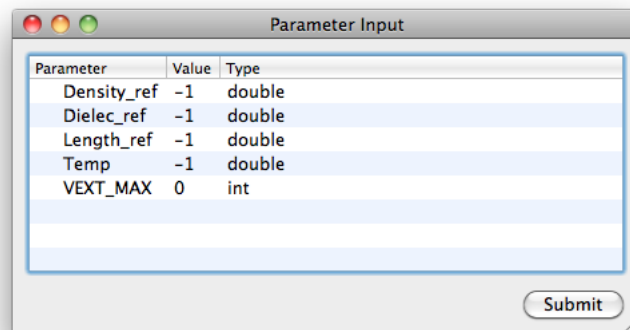 Parameter Input
Parameter Value Type
Density_ref -1 double
Dielec_ref -1 double
Length_ref -1 double
Temp -1 double
VEXT_MAX 0 int
Submit